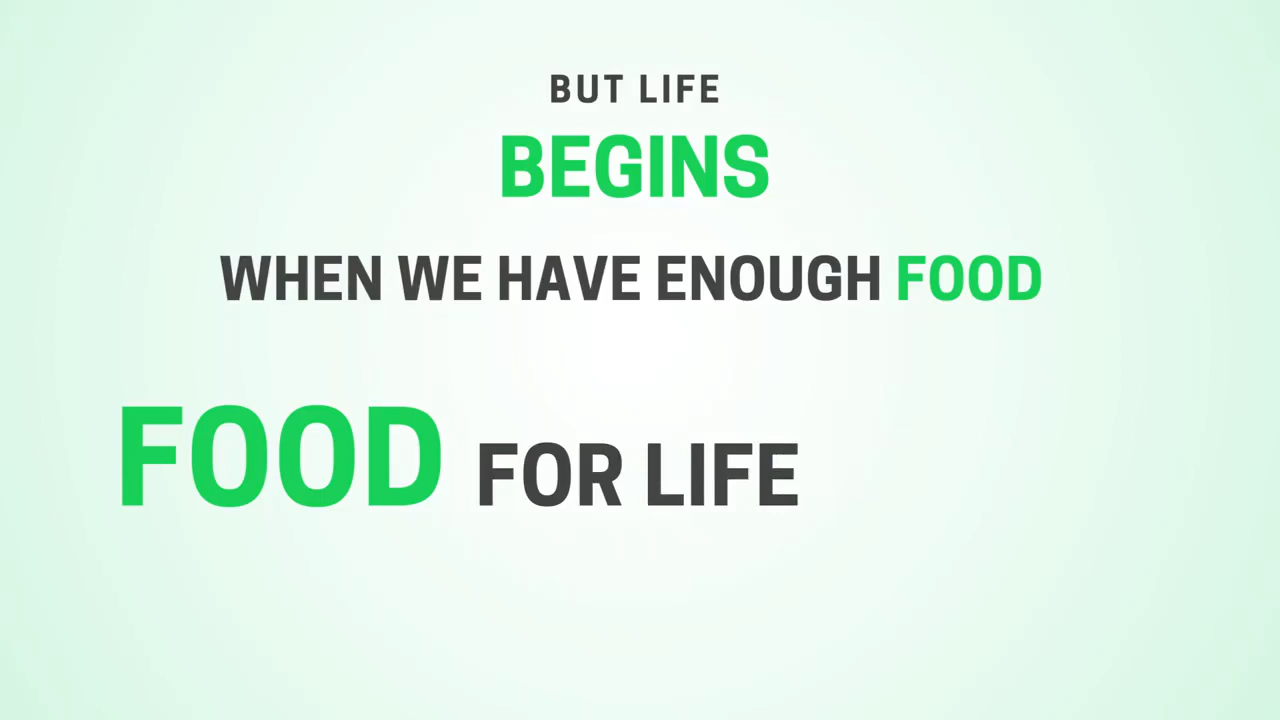 BUT LIFE
BEGINS
WHEN WE HAVE ENOUGH FOOD
FOOD FOR LIFE